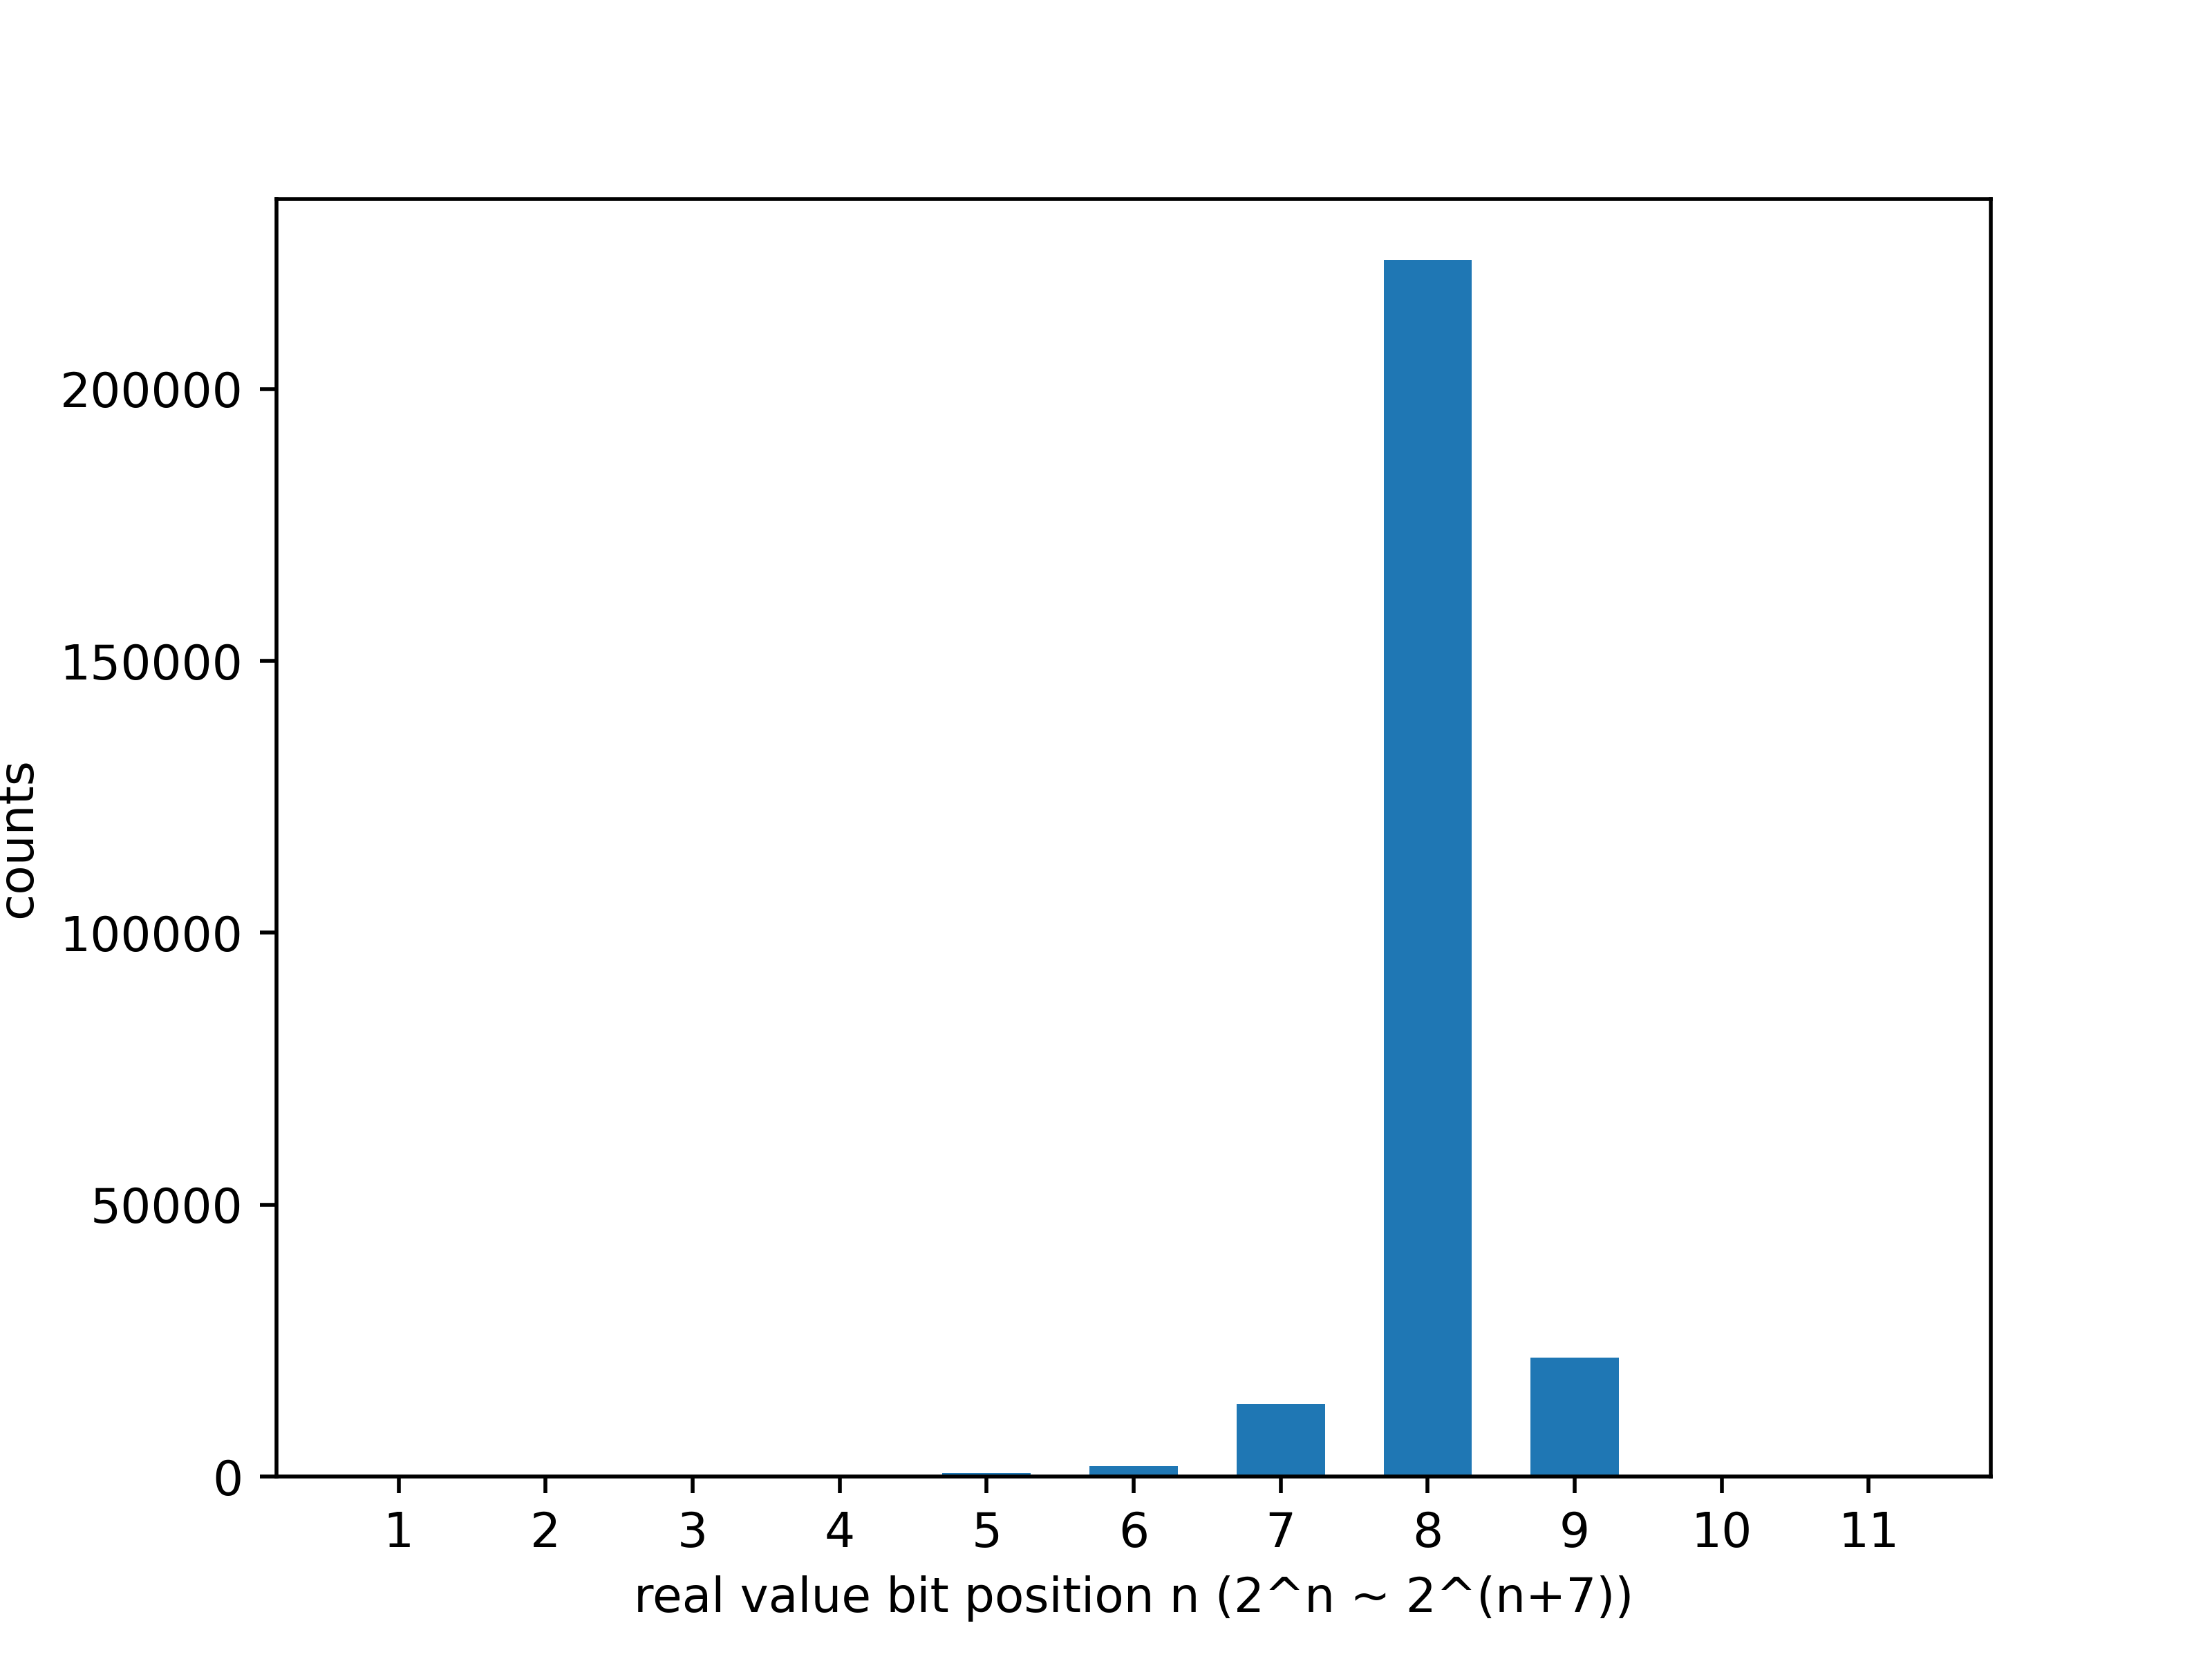 200000
150000
100000
50000
0
counts
1 2 3 4 5 6 7 8 9 10 11
real value bit position n (2^n ~ 2^(n+7))